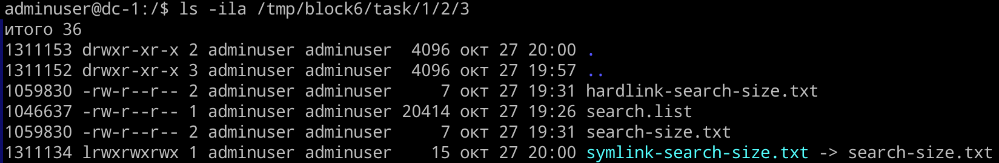 adminuser@dc-1:/$ ls -ila /tmp/block6/task/1/2/3
итого 36
1311153 drwxr-xr-x 2 adminuser adminuser  4096 окт 27 20:00 .
1311152 drwxr-xr-x 3 adminuser adminuser  4096 окт 27 19:57 ..
1059830 -rw-r--r-- 2 adminuser adminuser     7 окт 27 19:31 hardlink-search-size.txt
1046637 -rw-r--r-- 1 adminuser adminuser 20414 окт 27 19:26 search.list
1059830 -rw-r--r-- 2 adminuser adminuser     7 окт 27 19:31 search-size.txt
1311134 lrwxrwxrwx 1 adminuser adminuser    15 окт 27 20:00 symlink-search-size.txt -> search-size.txt